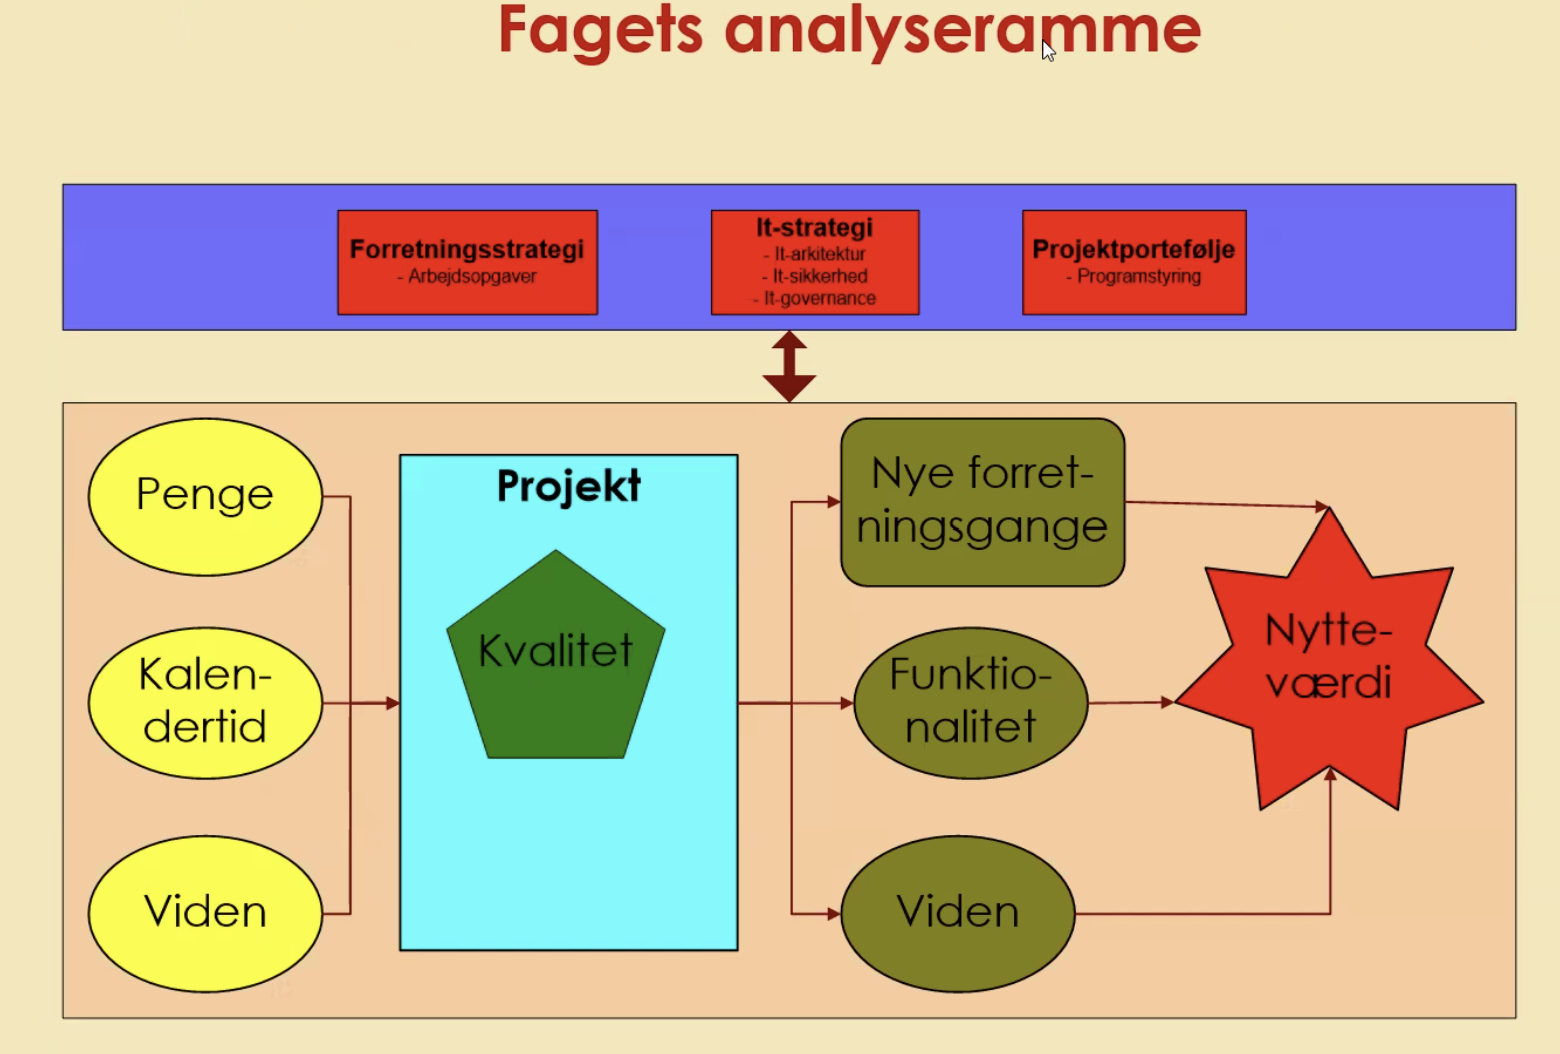 Fagets analyseramme
Forretningsstrategi
- Arbejdsopgaver
It-strategi
- It-arkitektur
- It-sikkerhed
- It-governance
Projektportefølje
- Programstyring
Penge
Kalen-
dertid
Viden
Projekt
Kvalitet
Nye forret-
ningsgange
Funktio-
nalitet
Viden
Nytte-
værdi